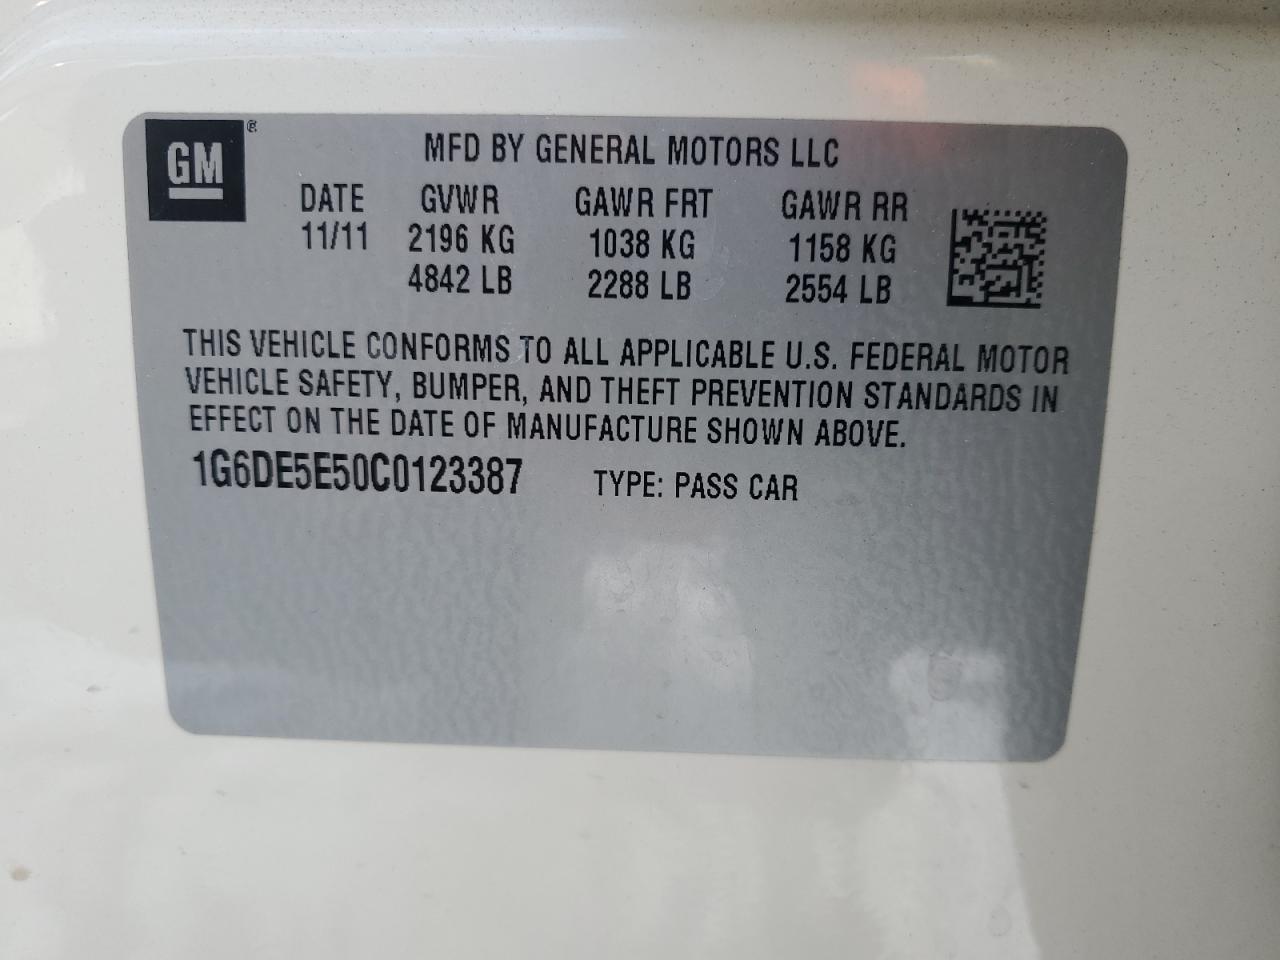 GM ®
MFD BY GENERAL MOTORS LLC
DATE GVWR GAWR FRT GAWR RR
11/11 2196 KG 1038 KG 1158 KG
4842 LB 2288 LB 2554 LB
THIS VEHICLE CONFORMS TO ALL APPLICABLE U.S. FEDERAL MOTOR
VEHICLE SAFETY, BUMPER, AND THEFT PREVENTION STANDARDS IN
EFFECT ON THE DATE OF MANUFACTURE SHOWN ABOVE.
1G6DE5E50C0123387 TYPE: PASS CAR